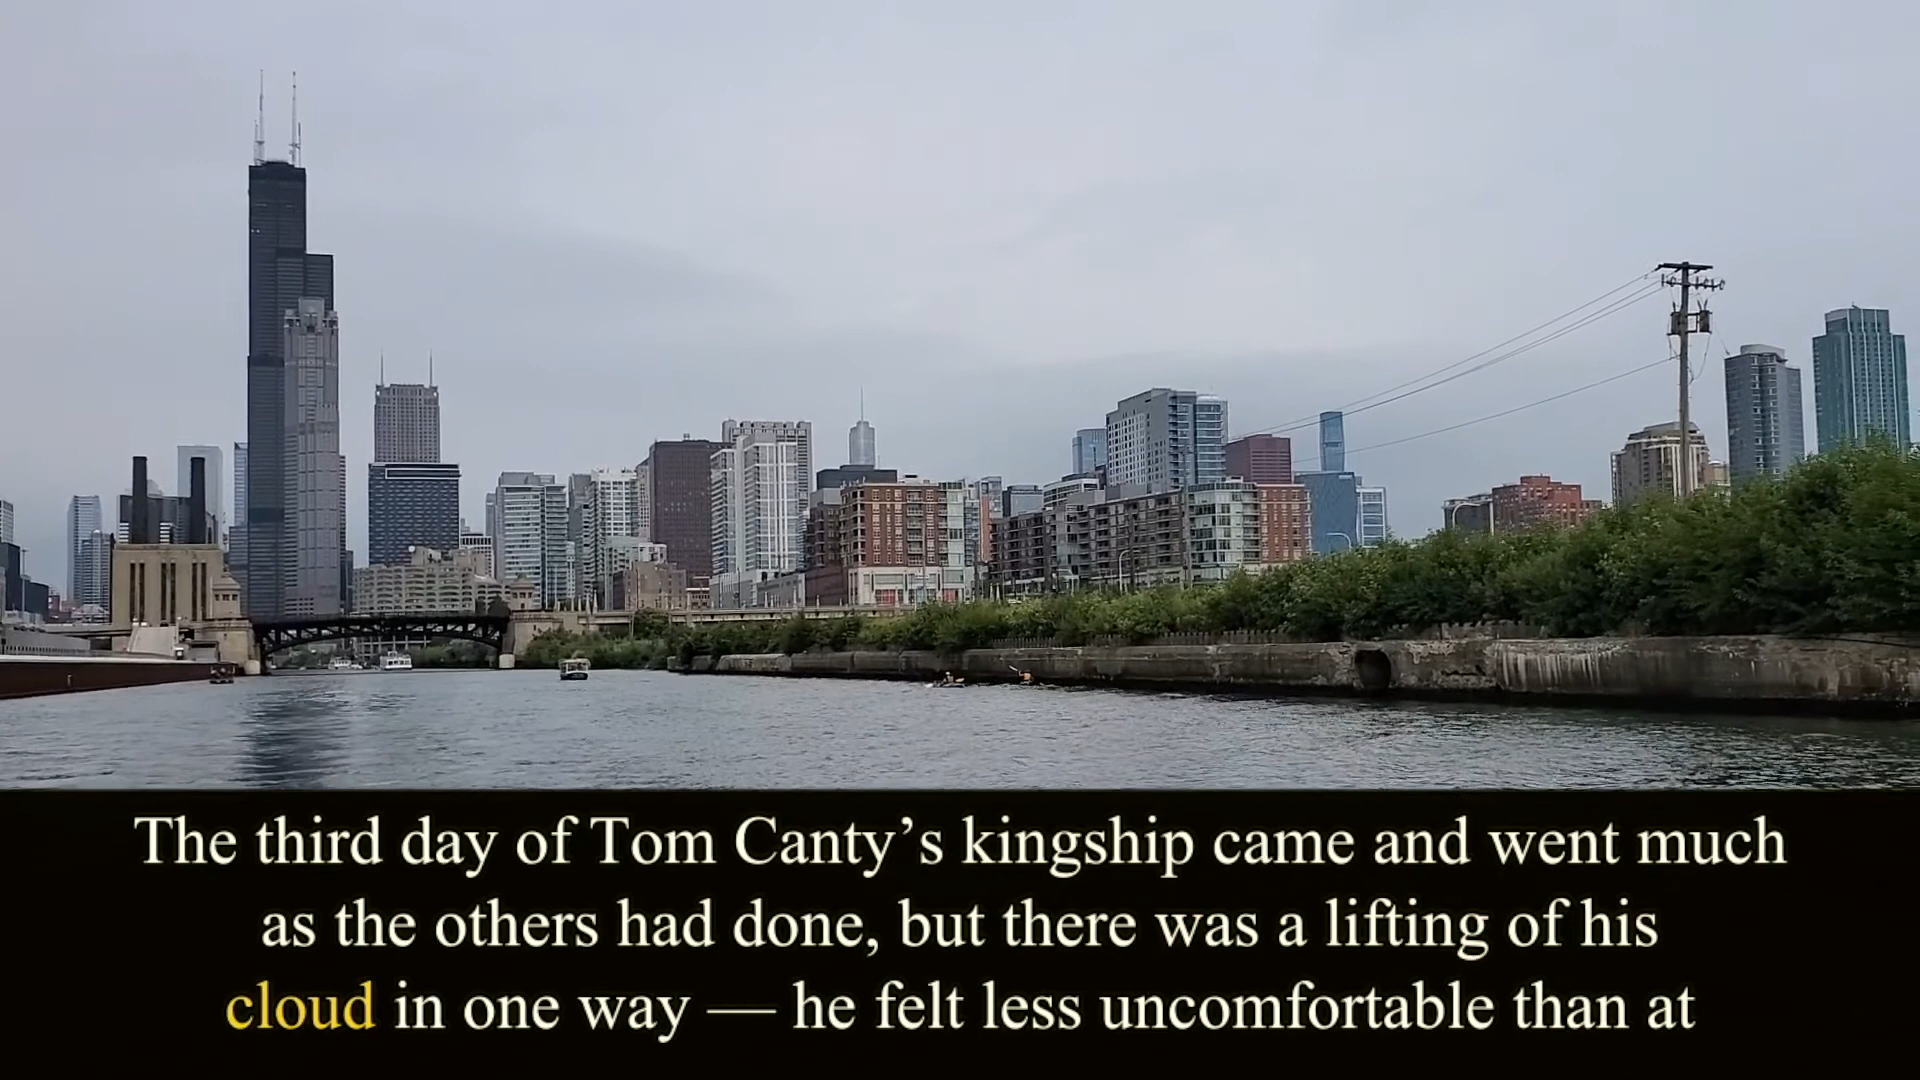 The third day of Tom Canty’s kingship came and went much
as the others had done, but there was a lifting of his
cloud in one way — he felt less uncomfortable than at